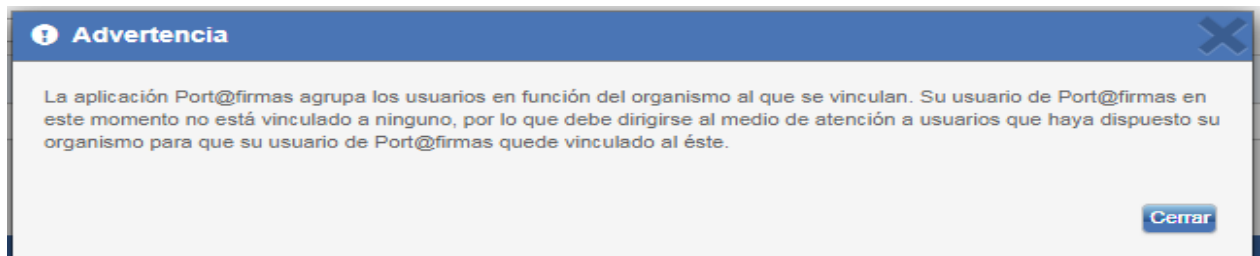 Advertencia
La aplicación Port@firmas agrupa los usuarios en función del organismo al que se vinculan. Su usuario de Port@firmas en
este momento no está vinculado a ninguno, por lo que debe dirigirse al medio de atención a usuarios que haya dispuesto su
organismo para que su usuario de Port@firmas quede vinculado al éste.
Cerrar